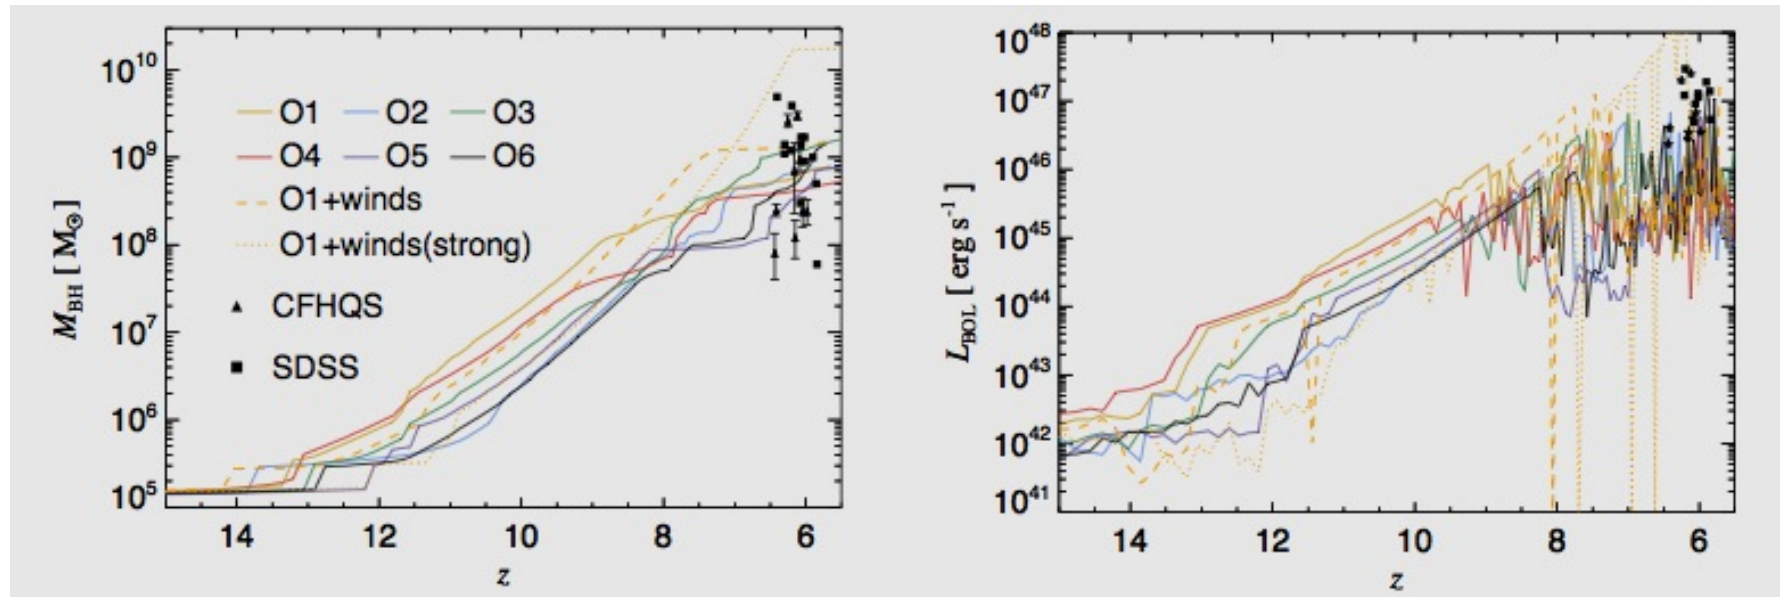 10^10
10^9
10^8
10^7
10^6
10^5
M_BH [ M_⊙ ]
O1 O2 O3
O4 O5 O6
O1+winds
O1+winds(strong)
CFHQS
SDSS
14 12 10 8 6
z
10^48
10^47
10^46
10^45
10^44
10^43
10^42
10^41
L_BOL [ erg s^-1 ]
14 12 10 8 6
z